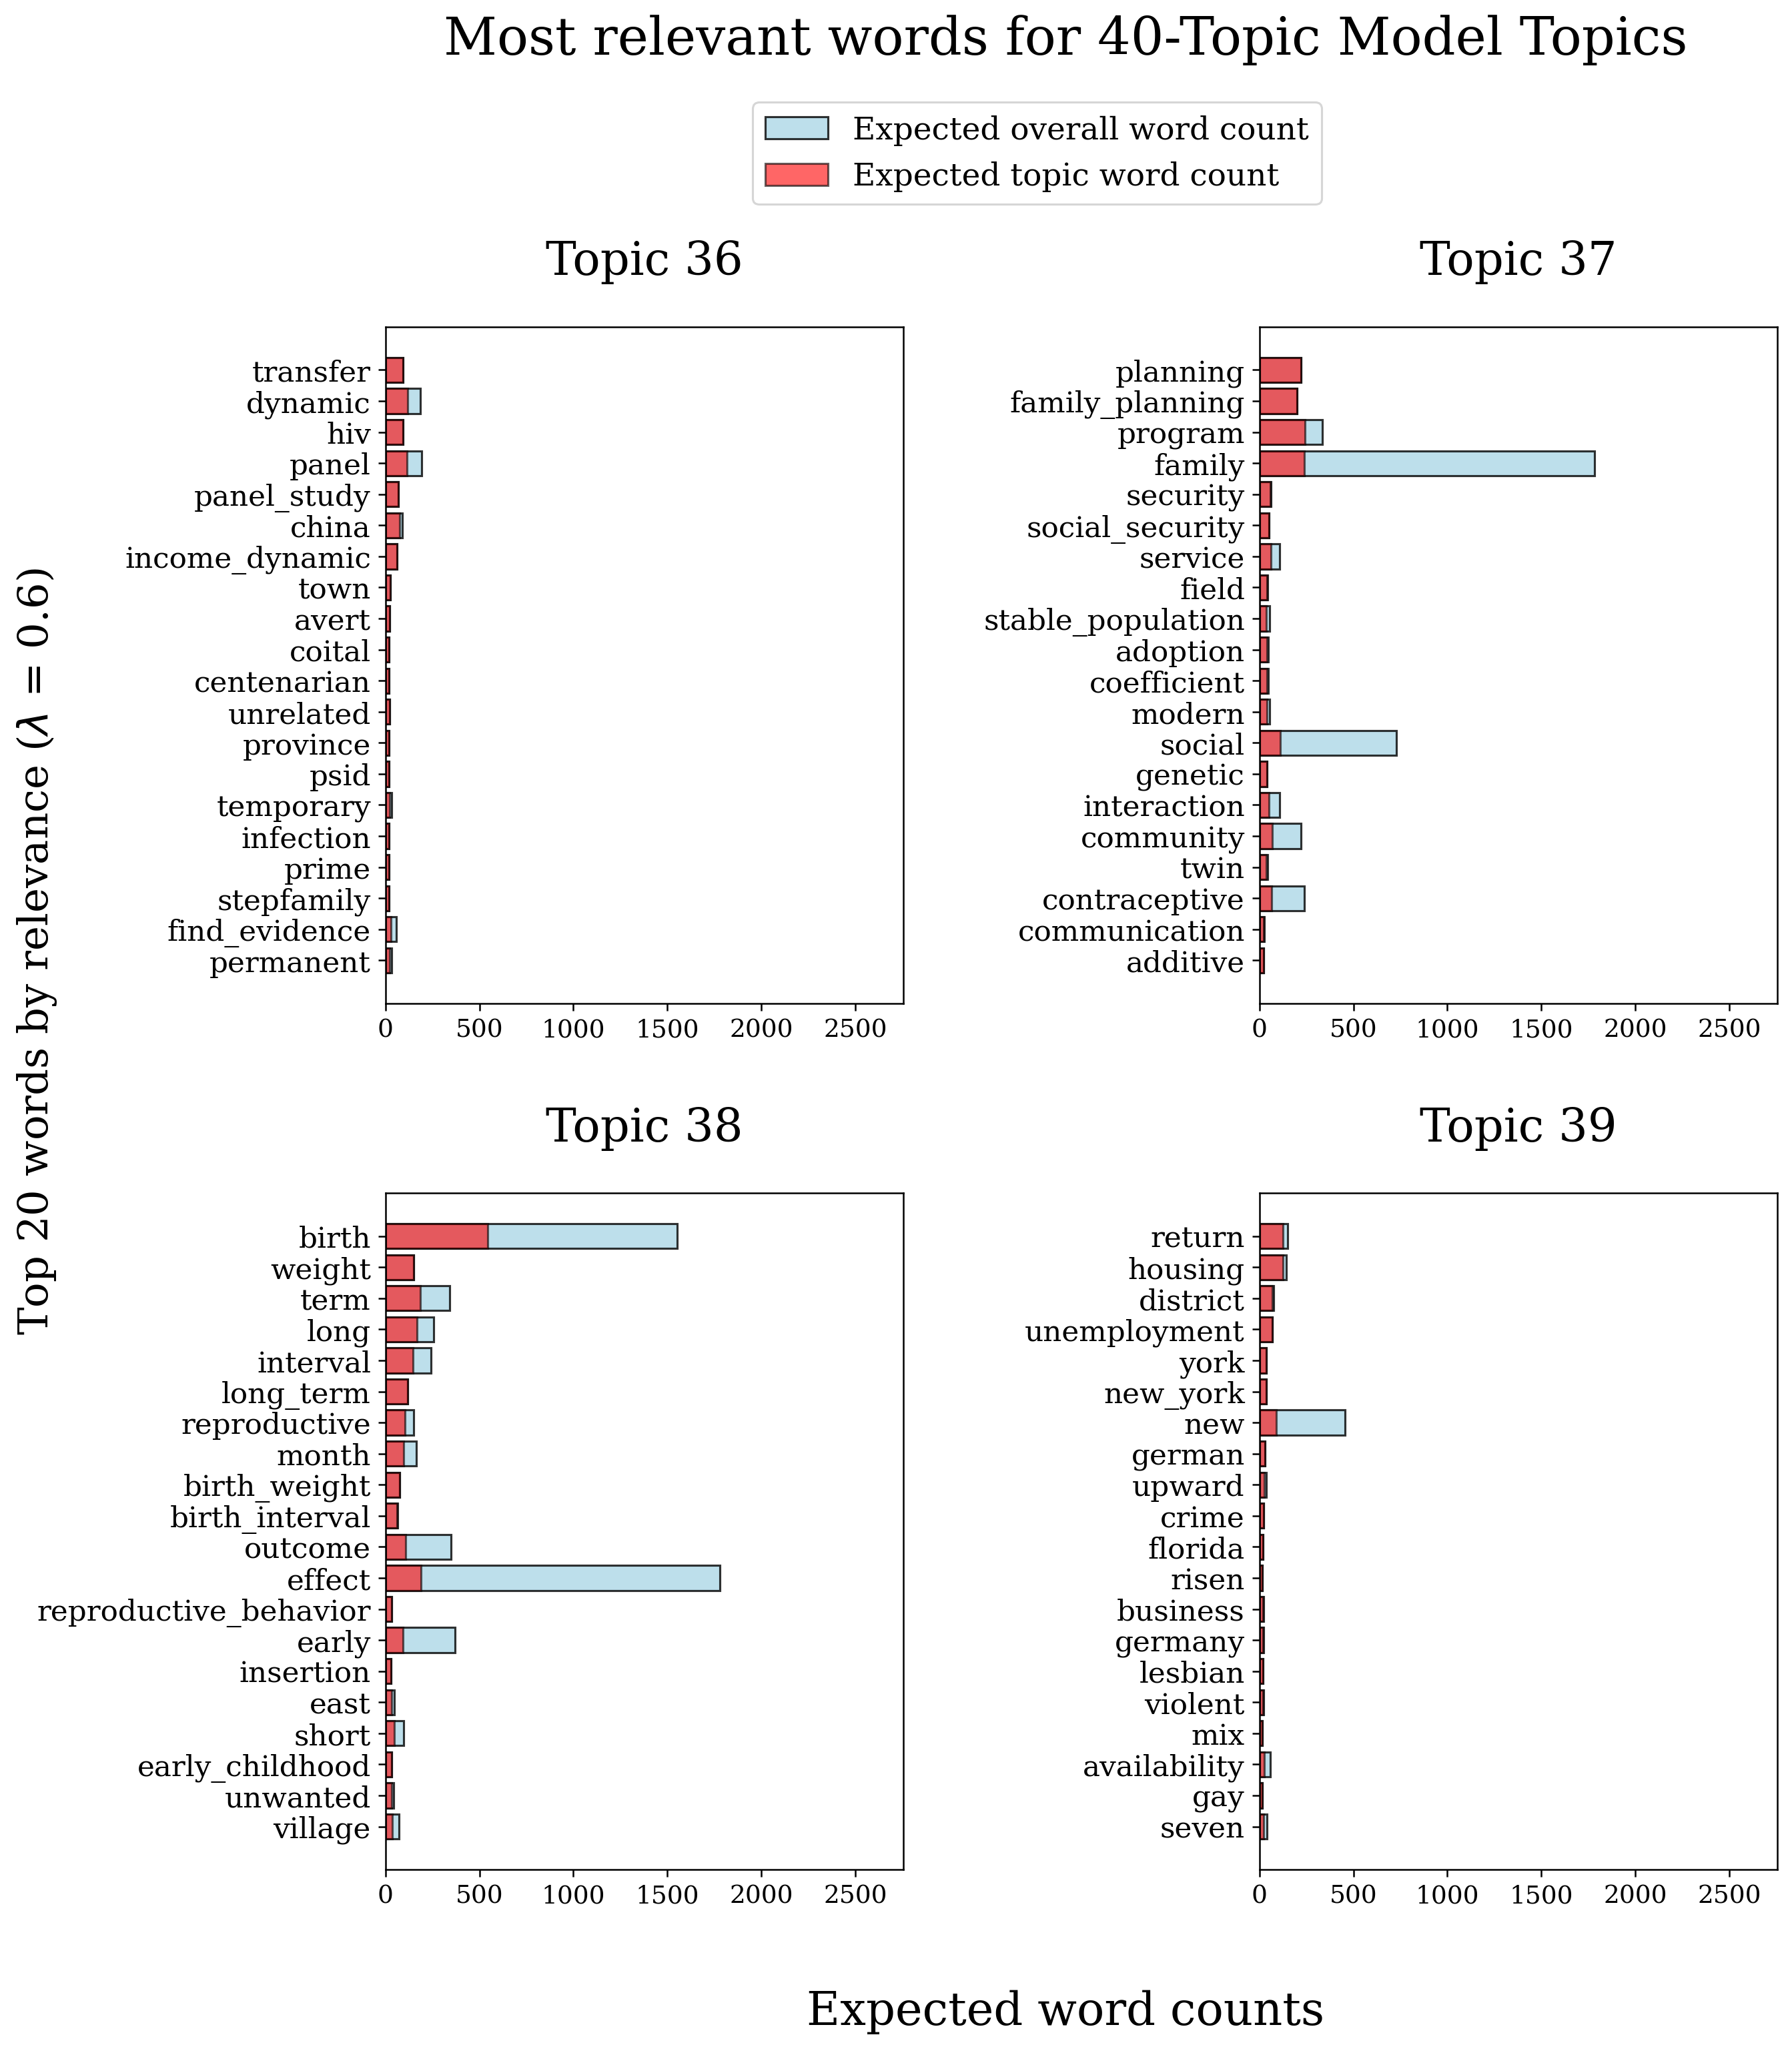 Most relevant words for 40-Topic Model Topics
Expected overall word count
Expected topic word count
Top 20 words by relevance (λ = 0.6)
Topic 36
transfer
dynamic
hiv
panel
panel_study
china
income_dynamic
town
avert
coital
centenarian
unrelated
province
psid
temporary
infection
prime
stepfamily
find_evidence
permanent
0 500 1000 1500 2000 2500
Topic 37
planning
family_planning
program
family
security
social_security
service
field
stable_population
adoption
coefficient
modern
social
genetic
interaction
community
twin
contraceptive
communication
additive
0 500 1000 1500 2000 2500
Topic 38
birth
weight
term
long
interval
long_term
reproductive
month
birth_weight
birth_interval
outcome
effect
reproductive_behavior
early
insertion
east
short
early_childhood
unwanted
village
0 500 1000 1500 2000 2500
Topic 39
return
housing
district
unemployment
york
new_york
new
german
upward
crime
florida
risen
business
germany
lesbian
violent
mix
availability
gay
seven
0 500 1000 1500 2000 2500
Expected word counts